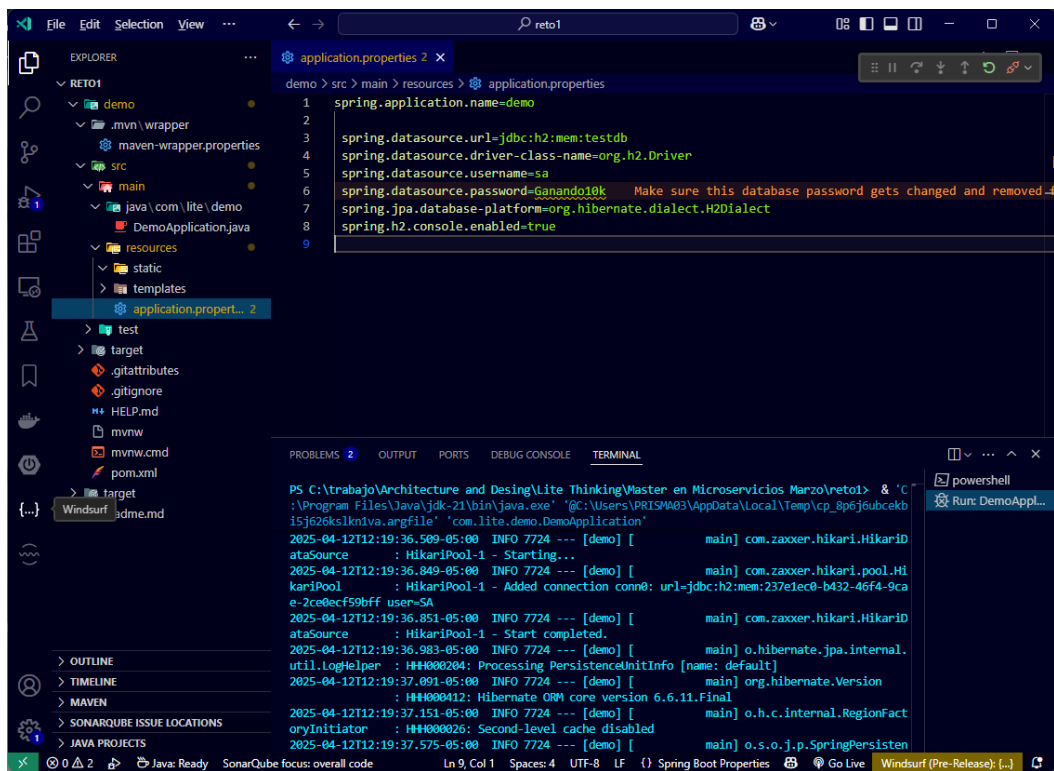 File Edit Selection View ··· reto1
EXPLORER ···
RETO1
demo
.mvn\wrapper
maven-wrapper.properties
src
main
java\com\lite\demo
DemoApplication.java
resources
static
templates
application.propert... 2
test
target
.gitattributes
.gitignore
HELP.md
mvnw
mvnw.cmd
pom.xml
target
Windsurf
adme.md
OUTLINE
TIMELINE
MAVEN
SONARQUBE ISSUE LOCATIONS
JAVA PROJECTS
application.properties 2
demo > src > main > resources > application.properties
1 spring.application.name=demo
2
3 spring.datasource.url=jdbc:h2:mem:testdb
4 spring.datasource.driver-class-name=org.h2.Driver
5 spring.datasource.username=sa
6 spring.datasource.password=Ganando10k Make sure this database password gets changed and removed
7 spring.jpa.database-platform=org.hibernate.dialect.H2Dialect
8 spring.h2.console.enabled=true
9
PROBLEMS 2 OUTPUT PORTS DEBUG CONSOLE TERMINAL
PS C:\trabajo\Architecture and Desing\Lite Thinking\Master en Microservicios Marzo\reto1> & 'C
:\Program Files\Java\jdk-21\bin\java.exe' '@C:\Users\PRISMA03\AppData\Local\Temp\cp_8p6j6ubcekb
i5j626kslkn1va.argfile' 'com.lite.demo.DemoApplication'
2025-04-12T12:19:36.509-05:00 INFO 7724 --- [demo] [ main] com.zaxxer.hikari.HikariD
ataSource : HikariPool-1 - Starting...
2025-04-12T12:19:36.849-05:00 INFO 7724 --- [demo] [ main] com.zaxxer.hikari.pool.Hi
kariPool : HikariPool-1 - Added connection conn0: url=jdbc:h2:mem:237e1ec0-b432-46f4-9ca
e-2ce0ecf59bff user=SA
2025-04-12T12:19:36.851-05:00 INFO 7724 --- [demo] [ main] com.zaxxer.hikari.HikariD
ataSource : HikariPool-1 - Start completed.
2025-04-12T12:19:36.983-05:00 INFO 7724 --- [demo] [ main] o.hibernate.jpa.internal.
util.LogHelper : HHH000204: Processing PersistenceUnitInfo [name: default]
2025-04-12T12:19:37.091-05:00 INFO 7724 --- [demo] [ main] org.hibernate.Version
: HHH000412: Hibernate ORM core version 6.6.11.Final
2025-04-12T12:19:37.151-05:00 INFO 7724 --- [demo] [ main] o.h.c.internal.RegionFact
oryInitiator : HHH000026: Second-level cache disabled
2025-04-12T12:19:37.575-05:00 INFO 7724 --- [demo] [ main] o.s.o.j.p.SpringPersisten
powershell
Run: DemoAppl...
0 2 Java: Ready SonarQube focus: overall code Ln 9, Col 1 Spaces: 4 UTF-8 LF {} Spring Boot Properties Go Live Windsurf (Pre-Release): {...}